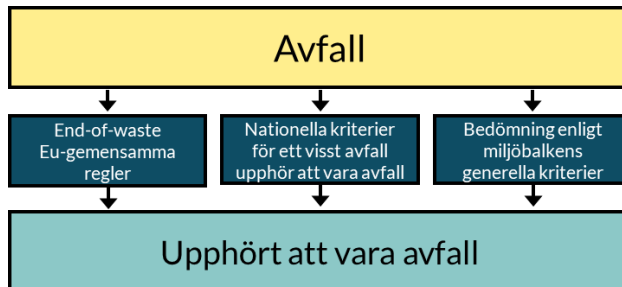 Avfall
End-of-waste
Eu-gemensamma
regler
Nationella kriterier
för ett visst avfall
upphör att vara avfall
Bedömning enligt
miljöbalkens
generella kriterier
Upphört att vara avfall